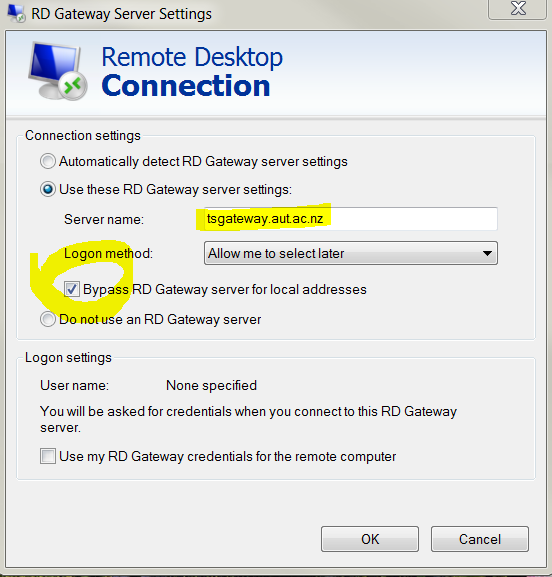 RD Gateway Server Settings
Remote Desktop
Connection
Connection settings
Automatically detect RD Gateway server settings
Use these RD Gateway server settings:
Server name: tsgateway.aut.ac.nz
Logon method: Allow me to select later
Bypass RD Gateway server for local addresses
Do not use an RD Gateway server
Logon settings
User name: None specified
You will be asked for credentials when you connect to this RD Gateway
server.
Use my RD Gateway credentials for the remote computer
OK Cancel